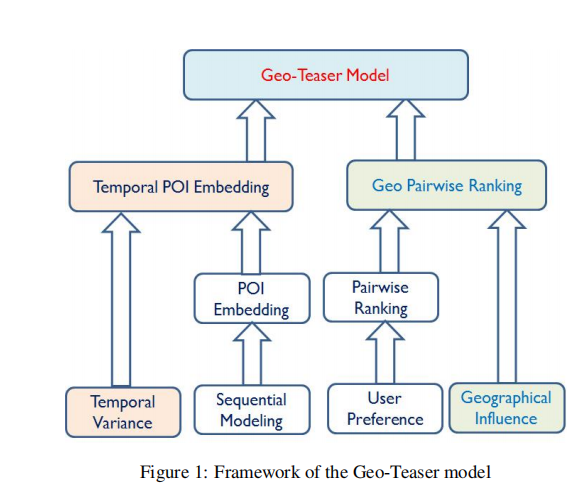 Geo-Teaser Model
Temporal POI Embedding
Geo Pairwise Ranking
POI
Embedding
Pairwise
Ranking
Temporal
Variance
Sequential
Modeling
User
Preference
Geographical
Influence
Figure 1: Framework of the Geo-Teaser model